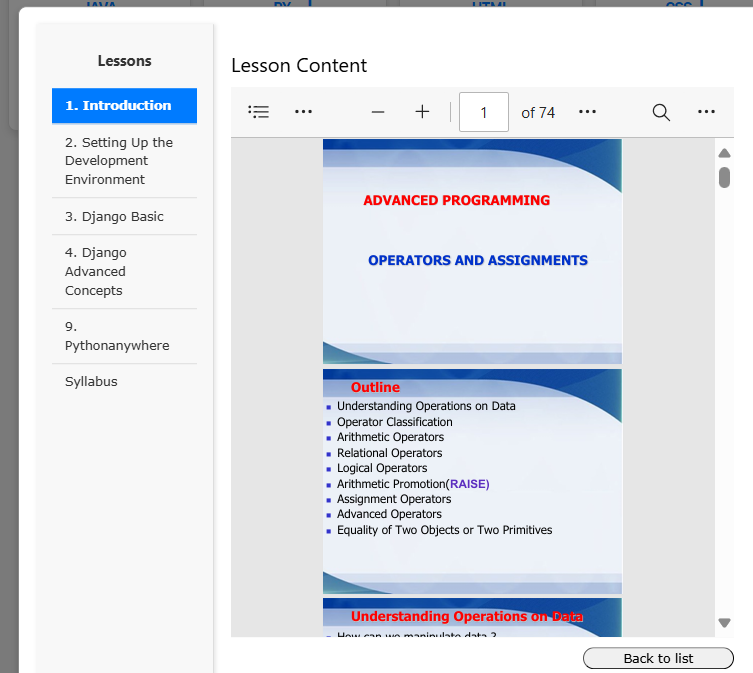 JAVA
HTML
CSS
Lessons
1. Introduction
2. Setting Up the
Development
Environment
3. Django Basic
4. Django
Advanced
Concepts
9.
Pythonanywhere
Syllabus
Lesson Content
1 of 74
ADVANCED PROGRAMMING
OPERATORS AND ASSIGNMENTS
Outline
Understanding Operations on Data
Operator Classification
Arithmetic Operators
Relational Operators
Logical Operators
Arithmetic Promotion(RAISE)
Assignment Operators
Advanced Operators
Equality of Two Objects or Two Primitives
Understanding Operations on Data
How can we manipulate data ?
Back to list